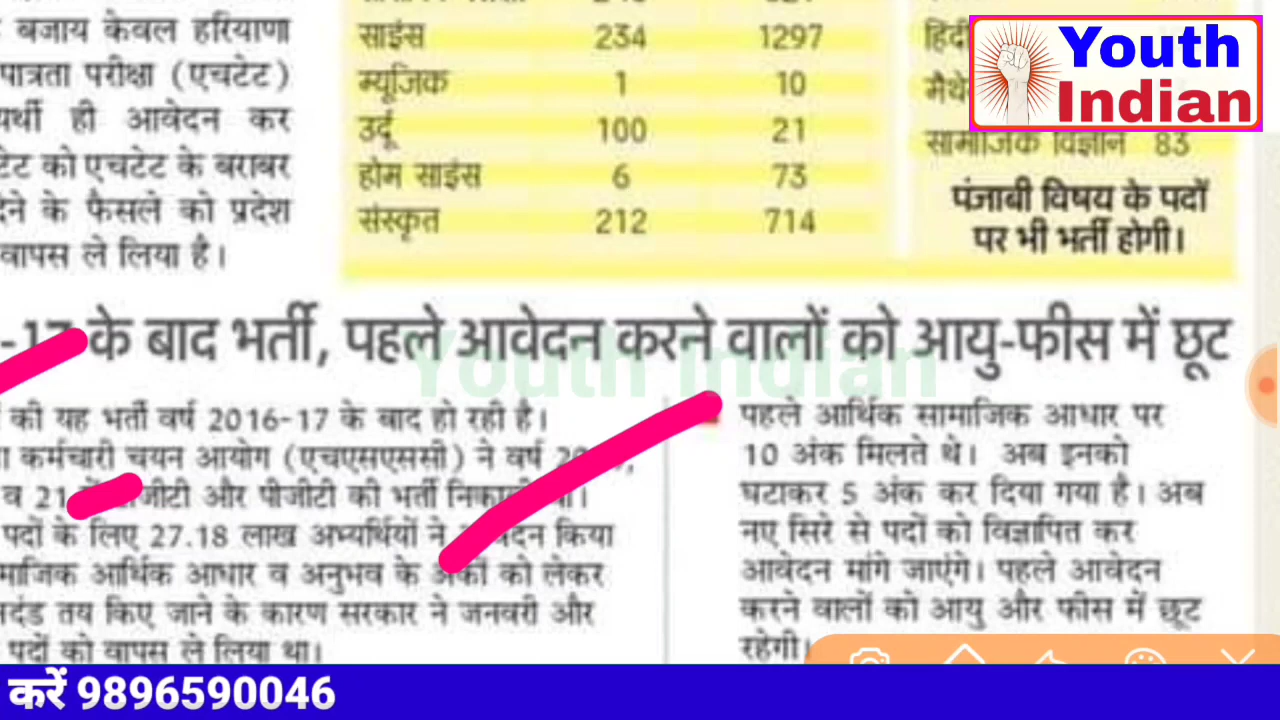 बजाय केवल हरियाणा
पात्रता परीक्षा (एचटेट)
ही आवेदन कर
को एचटेट के बराबर
के फैसले को प्रदेश
वापस ले लिया है।
साइंस 234 1297
म्यूजिक 1 10
उर्दू 100 21
होम साइंस 6 73
संस्कृत 212 714
सामाजिक विज्ञान 83
पंजाबी विषय के पदों
पर भी भर्ती होगी।
Youth
Indian
-17 के बाद भर्ती, पहले आवेदन करने वालों को आयु-फीस में छूट
Youth Indian
की यह भर्ती वर्ष 2016-17 के बाद हो रही है।
कर्मचारी चयन आयोग (एचएसएससी) ने वर्ष
व 21 और पीजीटी की भर्ती
पदों के लिए 27.18 लाख अभ्यर्थियों ने किया
आर्थिक आधार व अनुभव के अंकों को लेकर
तय किए जाने के कारण सरकार ने जनवरी और
पदों को वापस ले लिया था।
पहले आर्थिक सामाजिक आधार पर
10 अंक मिलते थे। अब इनको
घटाकर 5 अंक कर दिया गया है। अब
नए सिरे से पदों को विज्ञापित कर
आवेदन मांगे जाएंगे। पहले आवेदन
करने वालों को आयु और फीस में छूट
रहेगी।
करें 9896590046